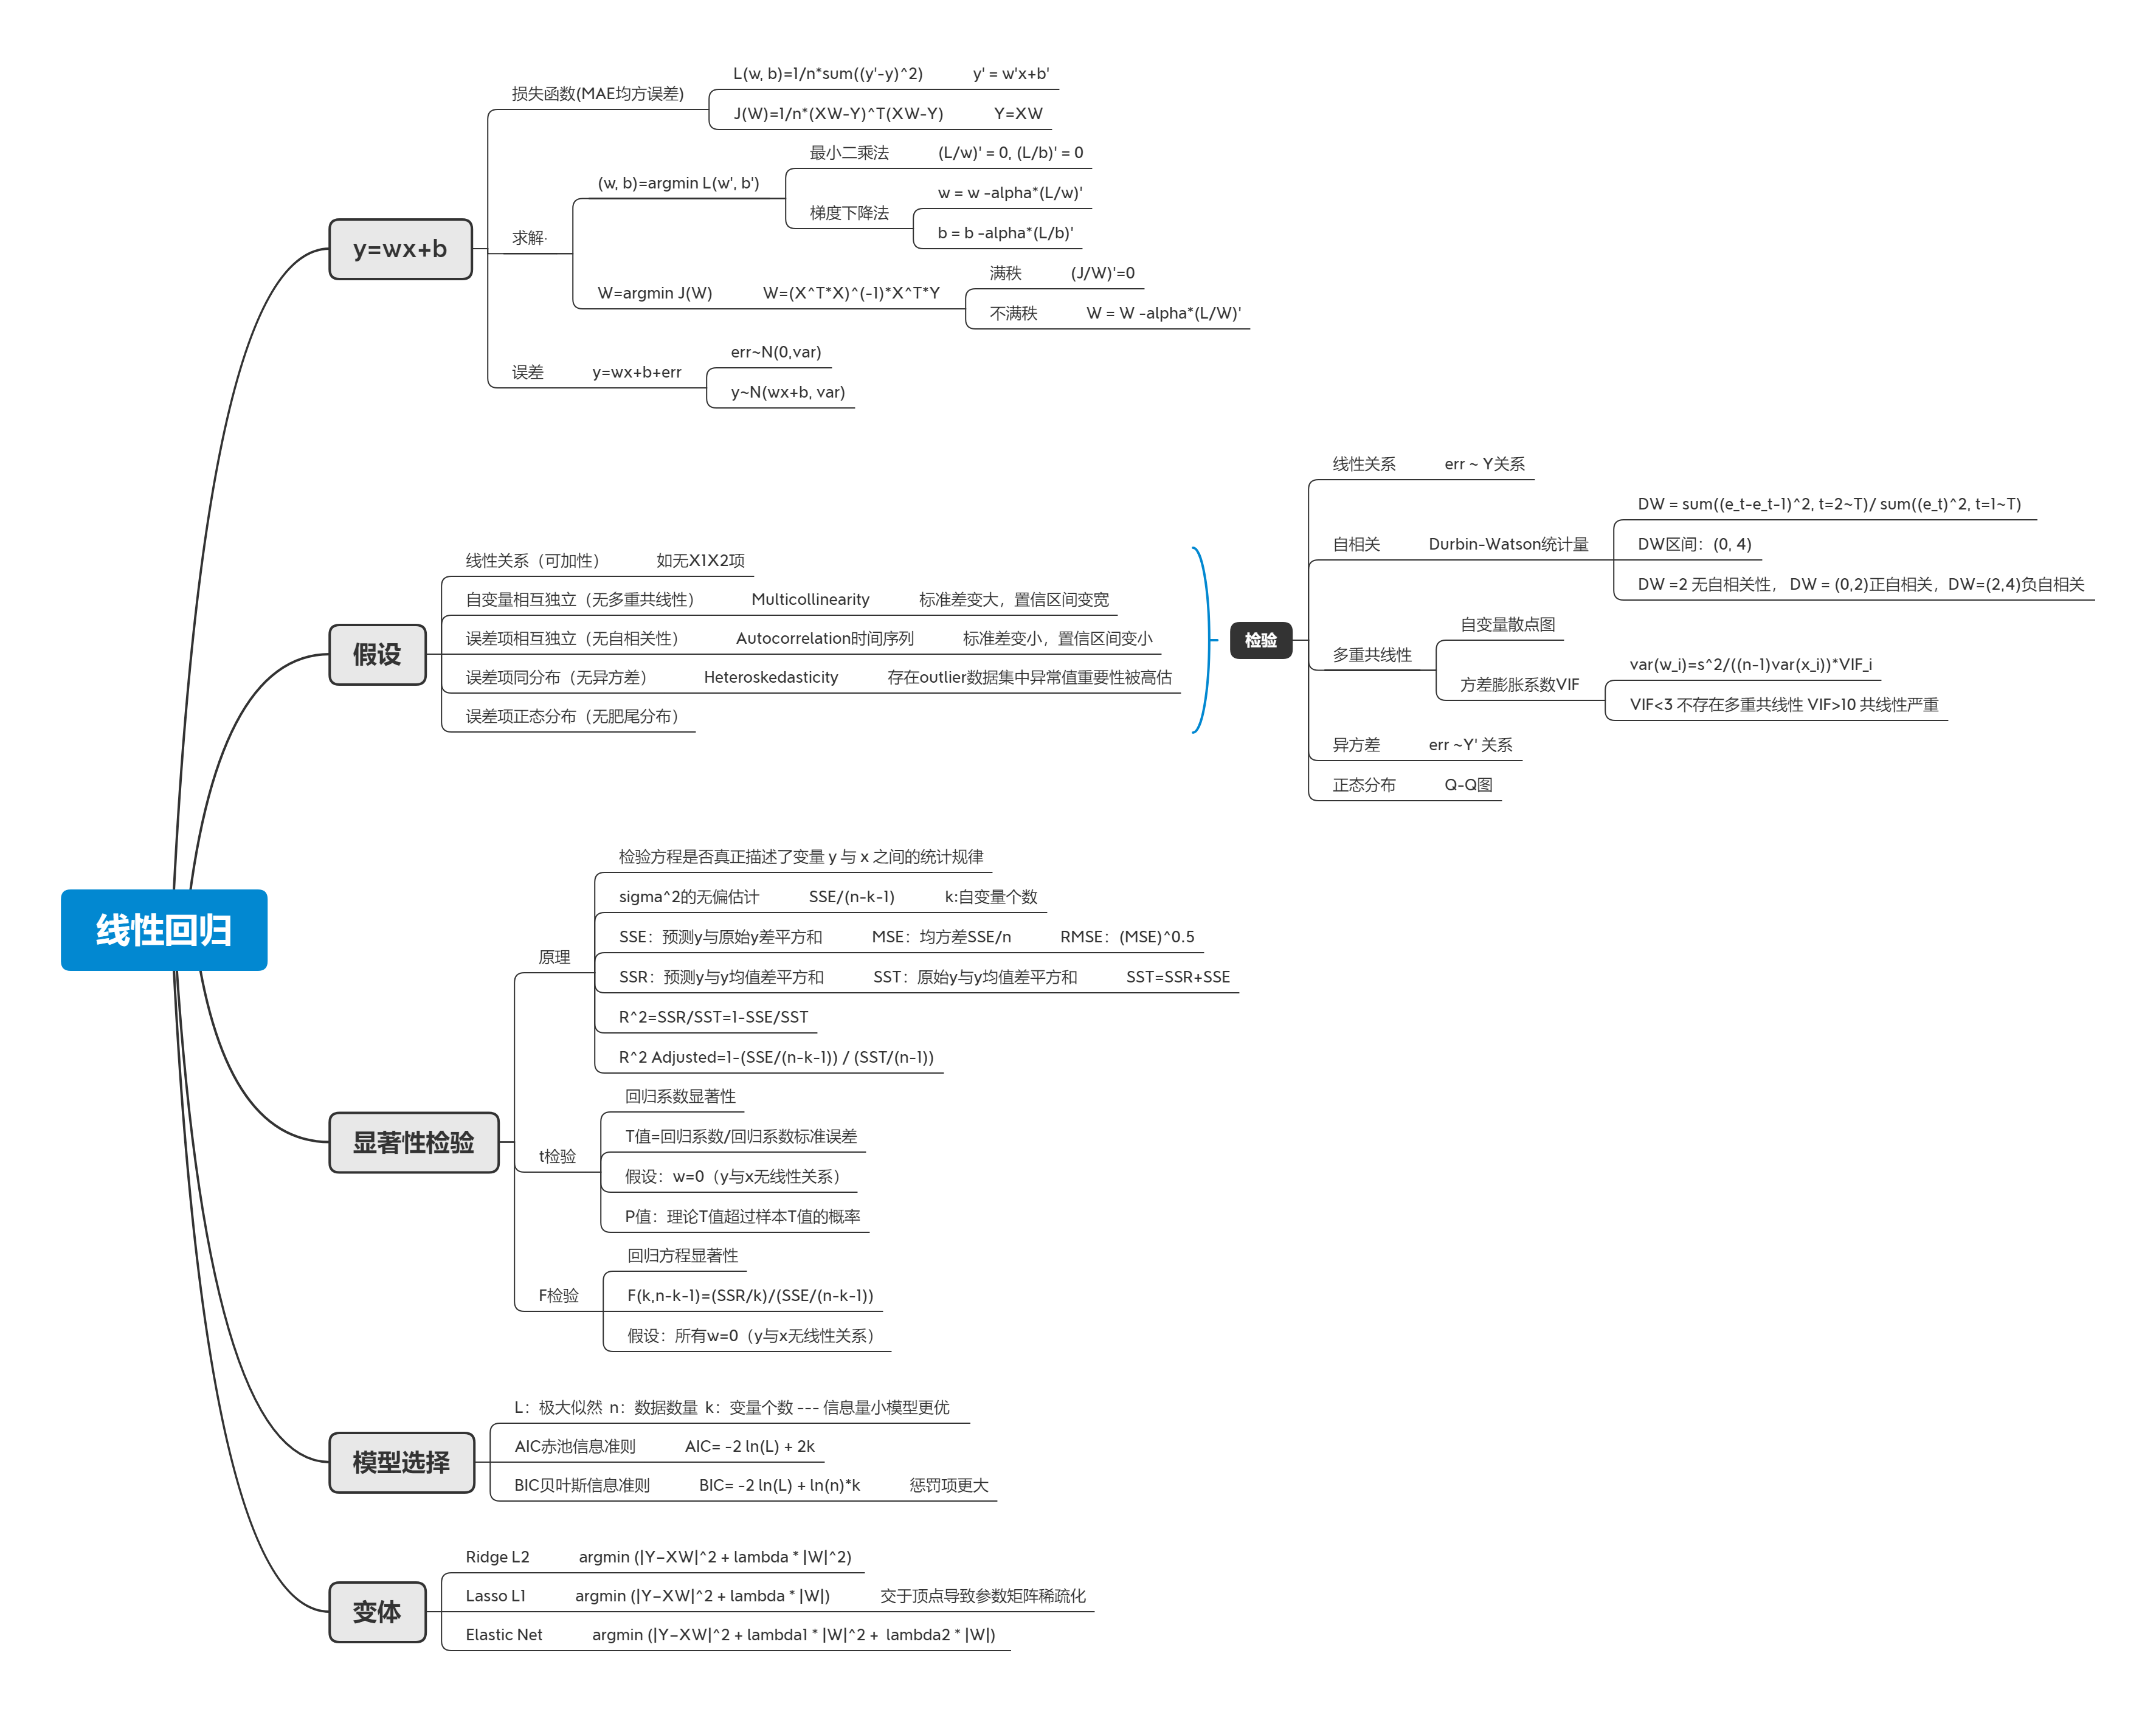 线性回归
y=wx+b
损失函数(MAE均方误差)
L(w, b)=1/n*sum((y'-y)^2) y' = w'x+b'
J(W)=1/n*(XW-Y)^T(XW-Y) Y=XW
求解·
(w, b)=argmin L(w', b')
最小二乘法 (L/w)' = 0, (L/b)' = 0
梯度下降法
w = w -alpha*(L/w)'
b = b -alpha*(L/b)'
W=argmin J(W) W=(X^T*X)^(-1)*X^T*Y
满秩 (J/W)'=0
不满秩 W = W -alpha*(L/W)'
误差 y=wx+b+err
err~N(0,var)
y~N(wx+b, var)
假设
线性关系（可加性） 如无X1X2项
自变量相互独立（无多重共线性） Multicollinearity 标准差变大，置信区间变宽
误差项相互独立（无自相关性） Autocorrelation时间序列 标准差变小，置信区间变小
误差项同分布（无异方差） Heteroskedasticity 存在outlier数据集中异常值重要性被高估
误差项正态分布（无肥尾分布）
检验
线性关系 err ~ Y关系
自相关 Durbin-Watson统计量
DW = sum((e_t-e_t-1)^2, t=2~T)/ sum((e_t)^2, t=1~T)
DW区间：(0, 4)
DW =2 无自相关性， DW = (0,2)正自相关，DW=(2,4)负自相关
多重共线性
自变量散点图
方差膨胀系数VIF
var(w_i)=s^2/((n-1)var(x_i))*VIF_i
VIF<3 不存在多重共线性 VIF>10 共线性严重
异方差 err ~Y' 关系
正态分布 Q-Q图
显著性检验
原理
检验方程是否真正描述了变量 y 与 x 之间的统计规律
sigma^2的无偏估计 SSE/(n-k-1) k:自变量个数
SSE：预测y与原始y差平方和 MSE：均方差SSE/n RMSE：(MSE)^0.5
SSR：预测y与y均值差平方和 SST：原始y与y均值差平方和 SST=SSR+SSE
R^2=SSR/SST=1-SSE/SST
R^2 Adjusted=1-(SSE/(n-k-1)) / (SST/(n-1))
t检验
回归系数显著性
T值=回归系数/回归系数标准误差
假设：w=0（y与x无线性关系）
P值：理论T值超过样本T值的概率
F检验
回归方程显著性
F(k,n-k-1)=(SSR/k)/(SSE/(n-k-1))
假设：所有w=0（y与x无线性关系）
模型选择
L：极大似然 n：数据数量 k：变量个数 --- 信息量小模型更优
AIC赤池信息准则 AIC= -2 ln(L) + 2k
BIC贝叶斯信息准则 BIC= -2 ln(L) + ln(n)*k 惩罚项更大
变体
Ridge L2 argmin (|Y−XW|^2 + lambda * |W|^2)
Lasso L1 argmin (|Y−XW|^2 + lambda * |W|) 交于顶点导致参数矩阵稀疏化
Elastic Net argmin (|Y−XW|^2 + lambda1 * |W|^2 + lambda2 * |W|)